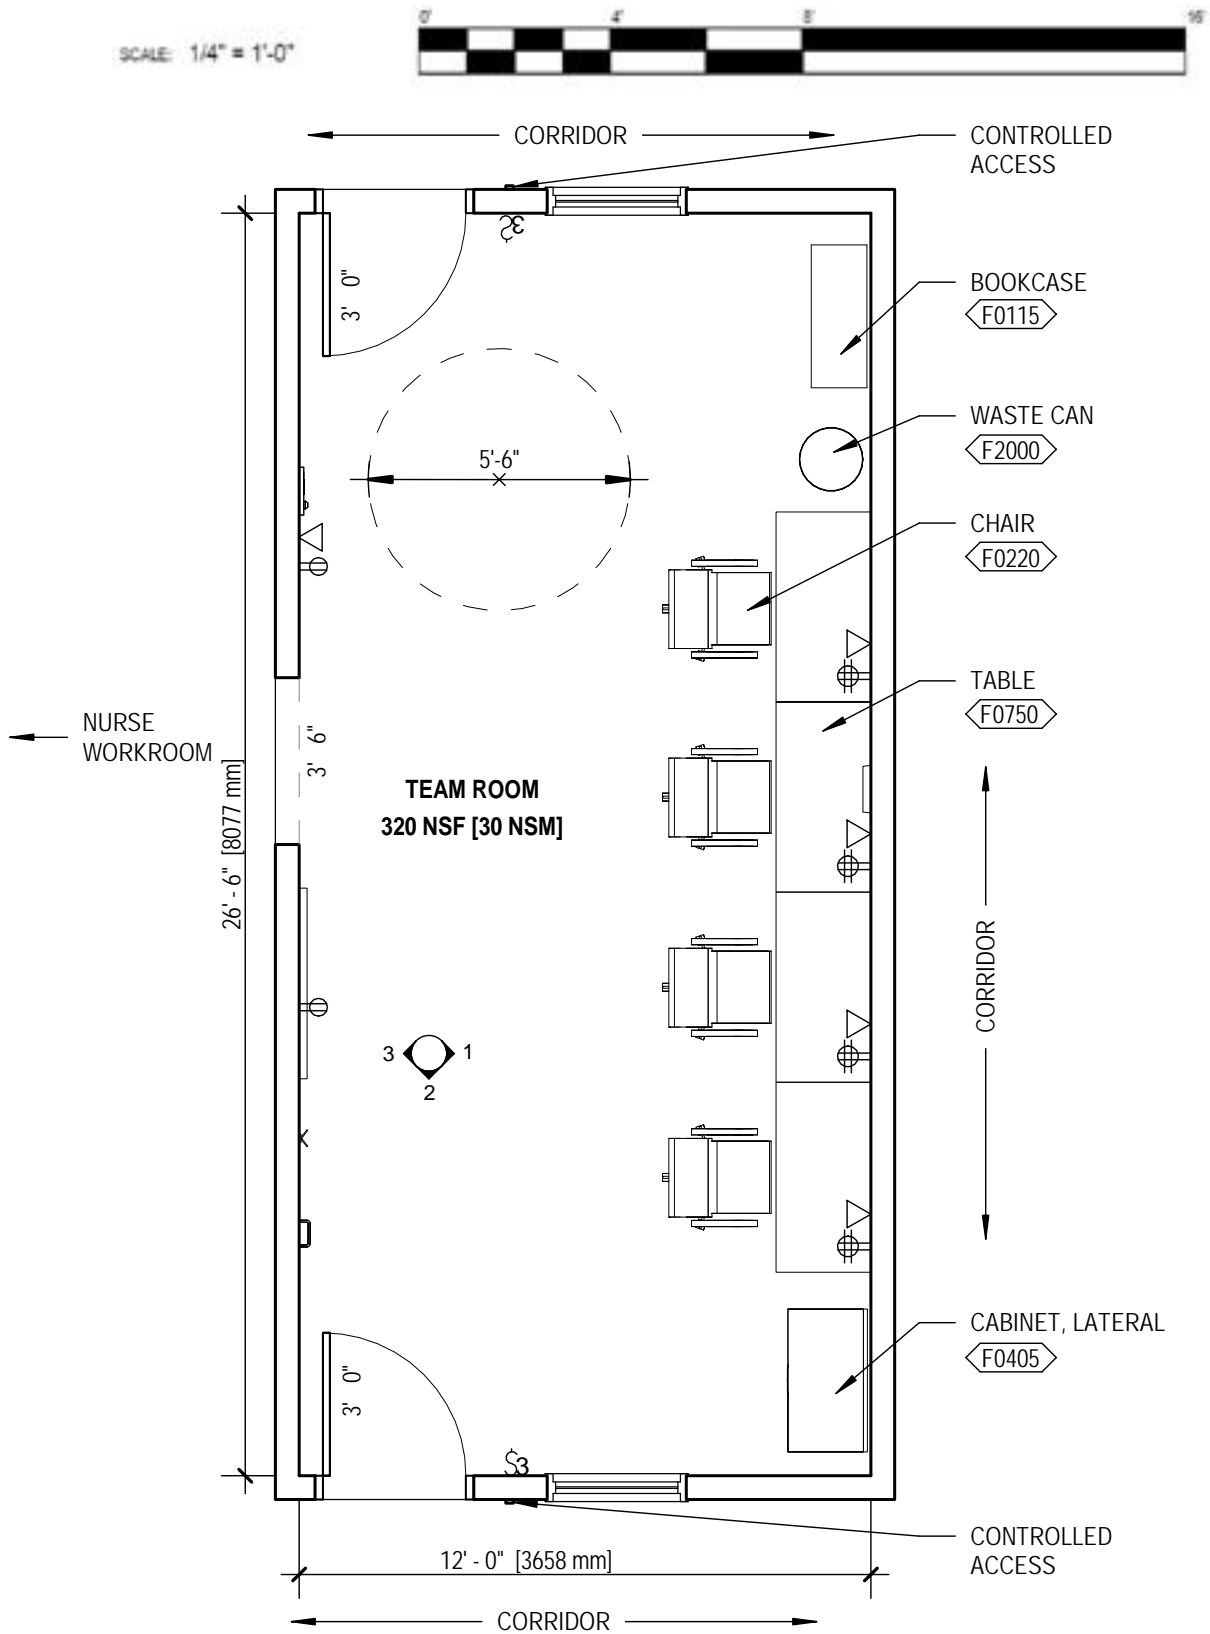 0' 4' 8' 16'
SCALE: 1/4" = 1'-0"
CORRIDOR
CONTROLLED
ACCESS
$3
3' 0"
BOOKCASE
F0115
WASTE CAN
F2000
5'-6"
CHAIR
F0220
TABLE
F0750
NURSE
WORKROOM
3' 6"
26' - 6" [8077 mm]
TEAM ROOM
320 NSF [30 NSM]
CORRIDOR
3 1
2
CABINET, LATERAL
F0405
3' 0"
$3
CONTROLLED
ACCESS
12' - 0" [3658 mm]
CORRIDOR